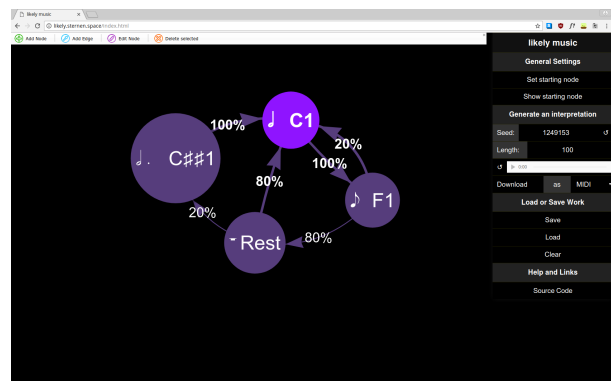 likely music
likely.sternen.space/index.html
Add Node Add Edge Edit Node Delete selected
likely music
General Settings
Set starting node
Show starting node
Generate an interpretation
Seed: 1249153
Length: 100
0:00
Download as MIDI
Load or Save Work
Save
Load
Clear
Help and Links
Source Code
♩ C1
100%
20%
𝅗𝅥. C♯♯1
100%
80%
♪ F1
20%
80%
Rest